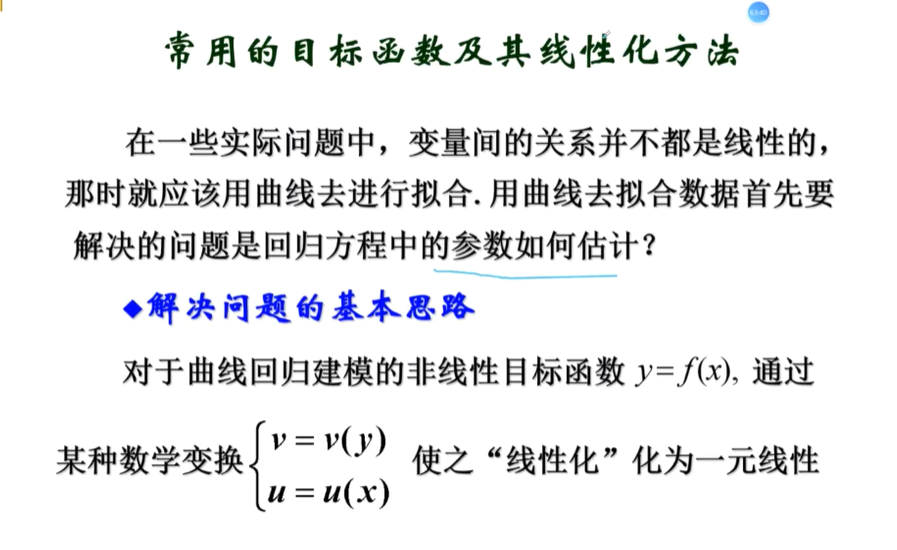 常用的目标函数及其线性化方法
在一些实际问题中，变量间的关系并不都是线性的，
那时就应该用曲线去进行拟合.用曲线去拟合数据首先要
解决的问题是回归方程中的参数如何估计？
◆解决问题的基本思路
对于曲线回归建模的非线性目标函数 y=f(x), 通过
某种数学变换{v=v(y) u=u(x) 使之“线性化”化为一元线性